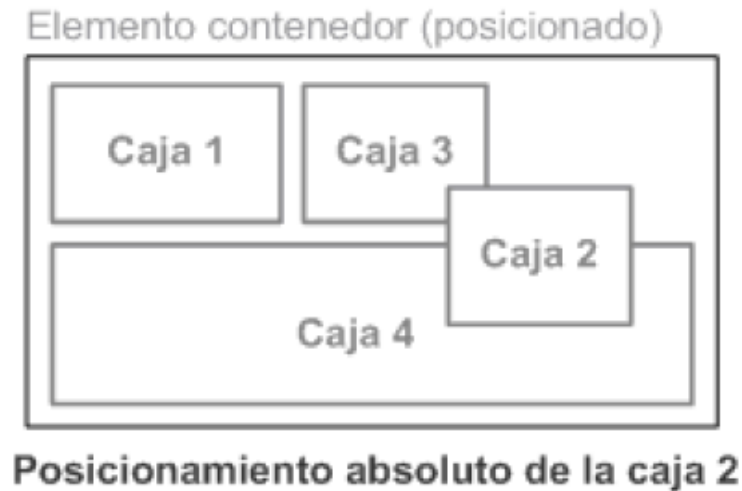 Elemento contenedor (posicionado)
Caja 1
Caja 3
Caja 2
Caja 4
Posicionamiento absoluto de la caja 2